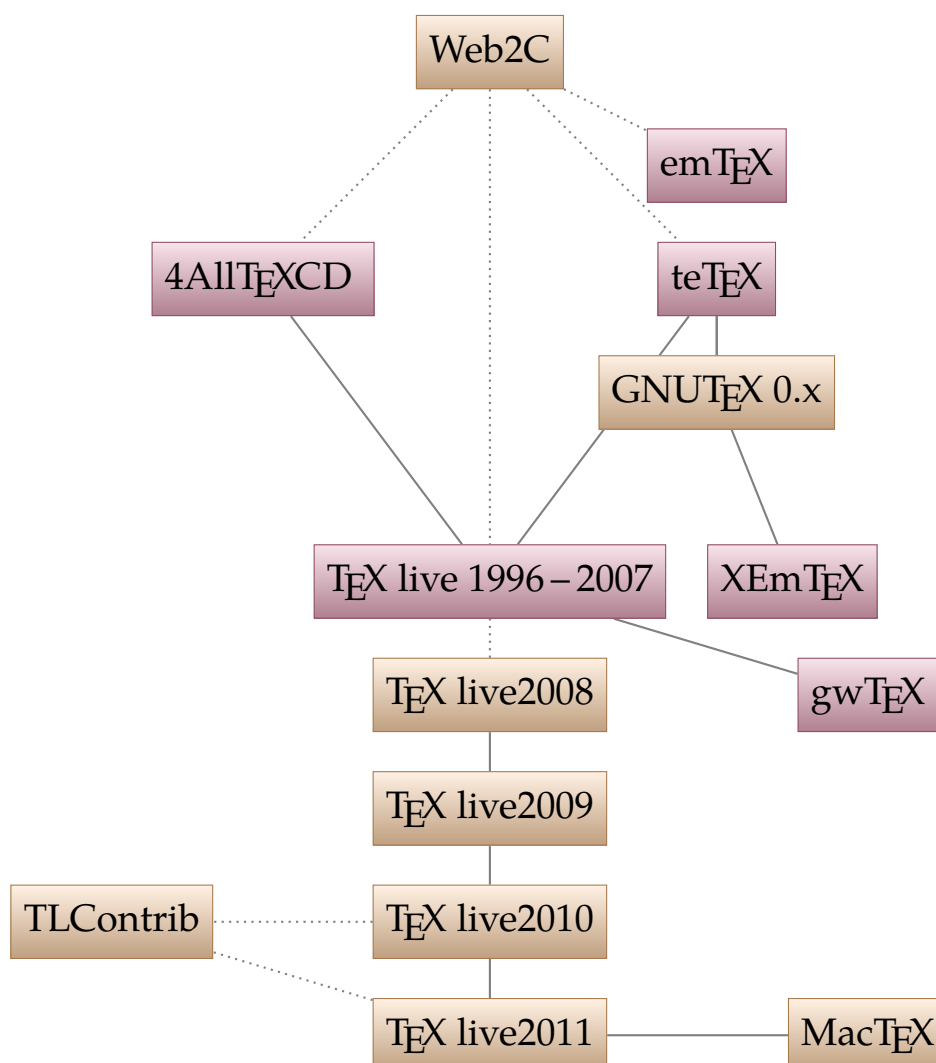 Web2C
emTEX
4AllTEXCD
teTEX
GNUTEX 0.x
TEX live 1996–2007
XEmTEX
TEX live2008
gwTEX
TEX live2009
TLContrib
TEX live2010
TEX live2011
MacTEX